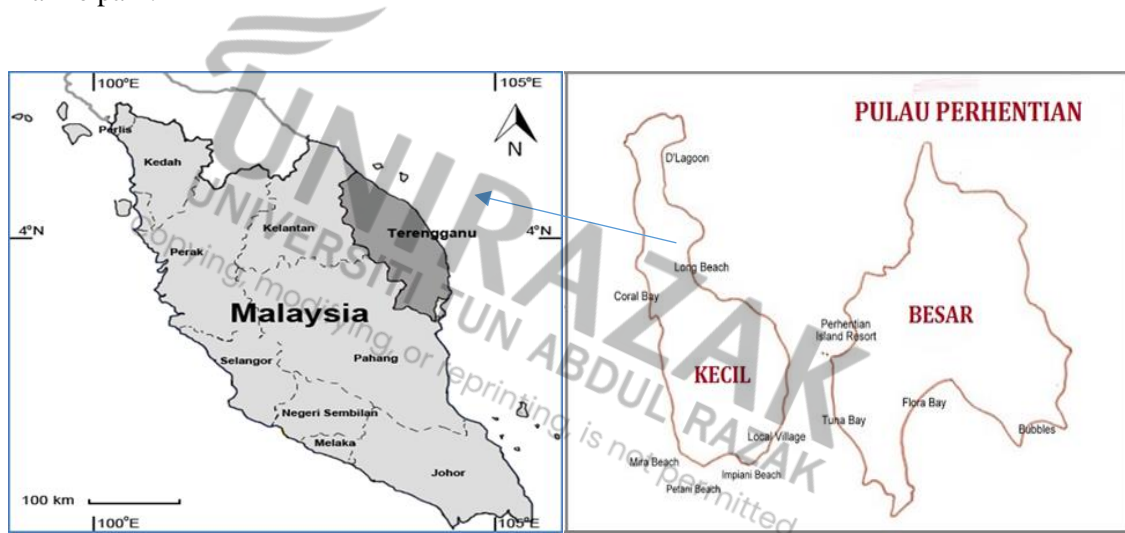 100°E
105°E
N
Perlis
Kedah
Kelantan
Terengganu
4°N
4°N
Perak
Malaysia
Selangor
Pahang
Negeri Sembilan
Melaka
Johor
100 km
100°E
105°E
PULAU PERHENTIAN
D'Lagoon
Long Beach
Coral Bay
Perhentian
Island Resort
BESAR
KECIL
Tuna Bay
Flora Bay
Bubbles
Local Village
Mira Beach
Impiani Beach
Petani Beach
UNIRAZAK
UNIVERSITI TUN ABDUL RAZAK
Copying, modifying, or reprinting, is not permitted